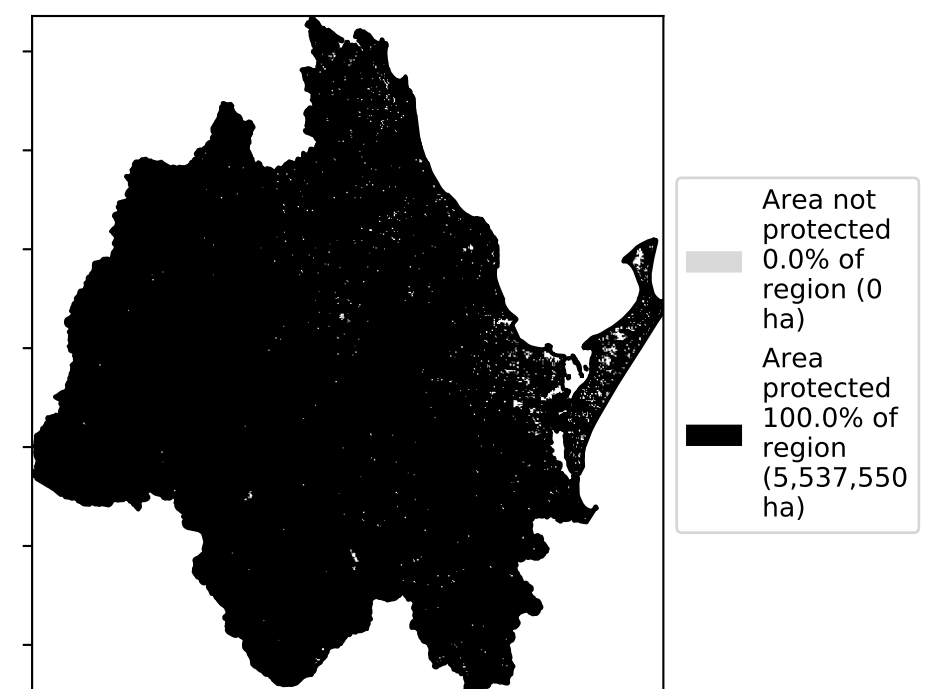 Area not
protected
0.0% of
region (0
ha)
Area
protected
100.0% of
region
(5,537,550
ha)